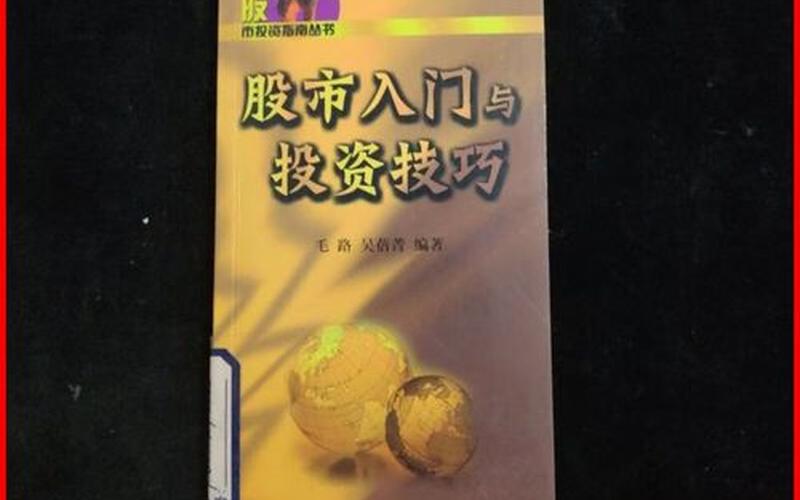 股
市投资指南丛书
股市入门与
投资技巧
毛路 吴蓓菁 编著